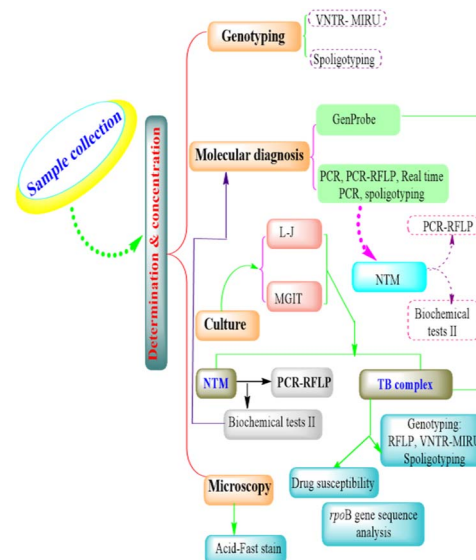 Genotyping
VNTR- MIRU
Spoligotyping
Sample collection
Determination & concentration
Molecular diagnosis
GenProbe
PCR, PCR-RFLP, Real time
PCR, spoligotyping
PCR-RFLP
NTM
Biochemical
tests II
L-J
MGIT
Culture
NTM
PCR-RFLP
Biochemical tests II
TB complex
Genotyping:
RFLP, VNTR-MIRU
Spoligotyping
Drug susceptibility
rpoB gene sequence
analysis
Microscopy
Acid-Fast stain